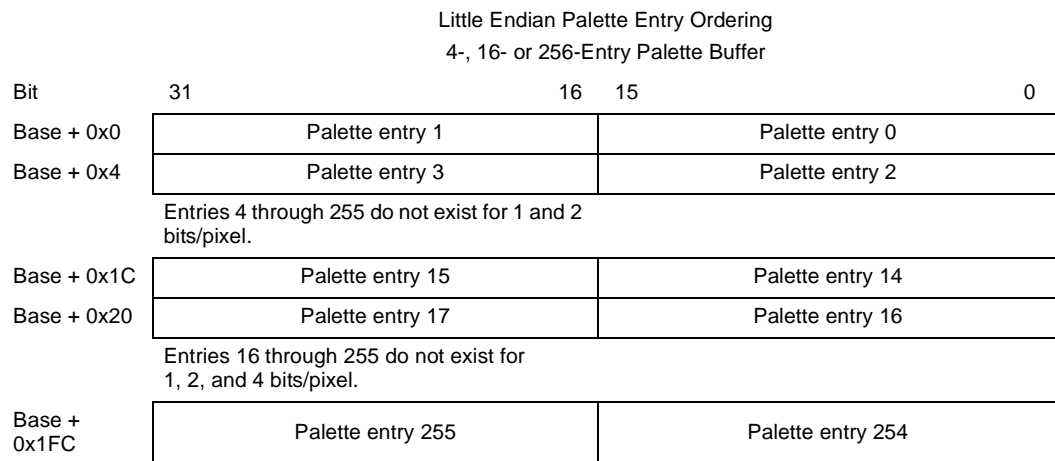 Little Endian Palette Entry Ordering
4-, 16- or 256-Entry Palette Buffer
Bit 31 16 15 0
Base + 0x0 Palette entry 1 Palette entry 0
Base + 0x4 Palette entry 3 Palette entry 2
Entries 4 through 255 do not exist for 1 and 2
bits/pixel.
Base + 0x1C Palette entry 15 Palette entry 14
Base + 0x20 Palette entry 17 Palette entry 16
Entries 16 through 255 do not exist for
1, 2, and 4 bits/pixel.
Base +
0x1FC Palette entry 255 Palette entry 254